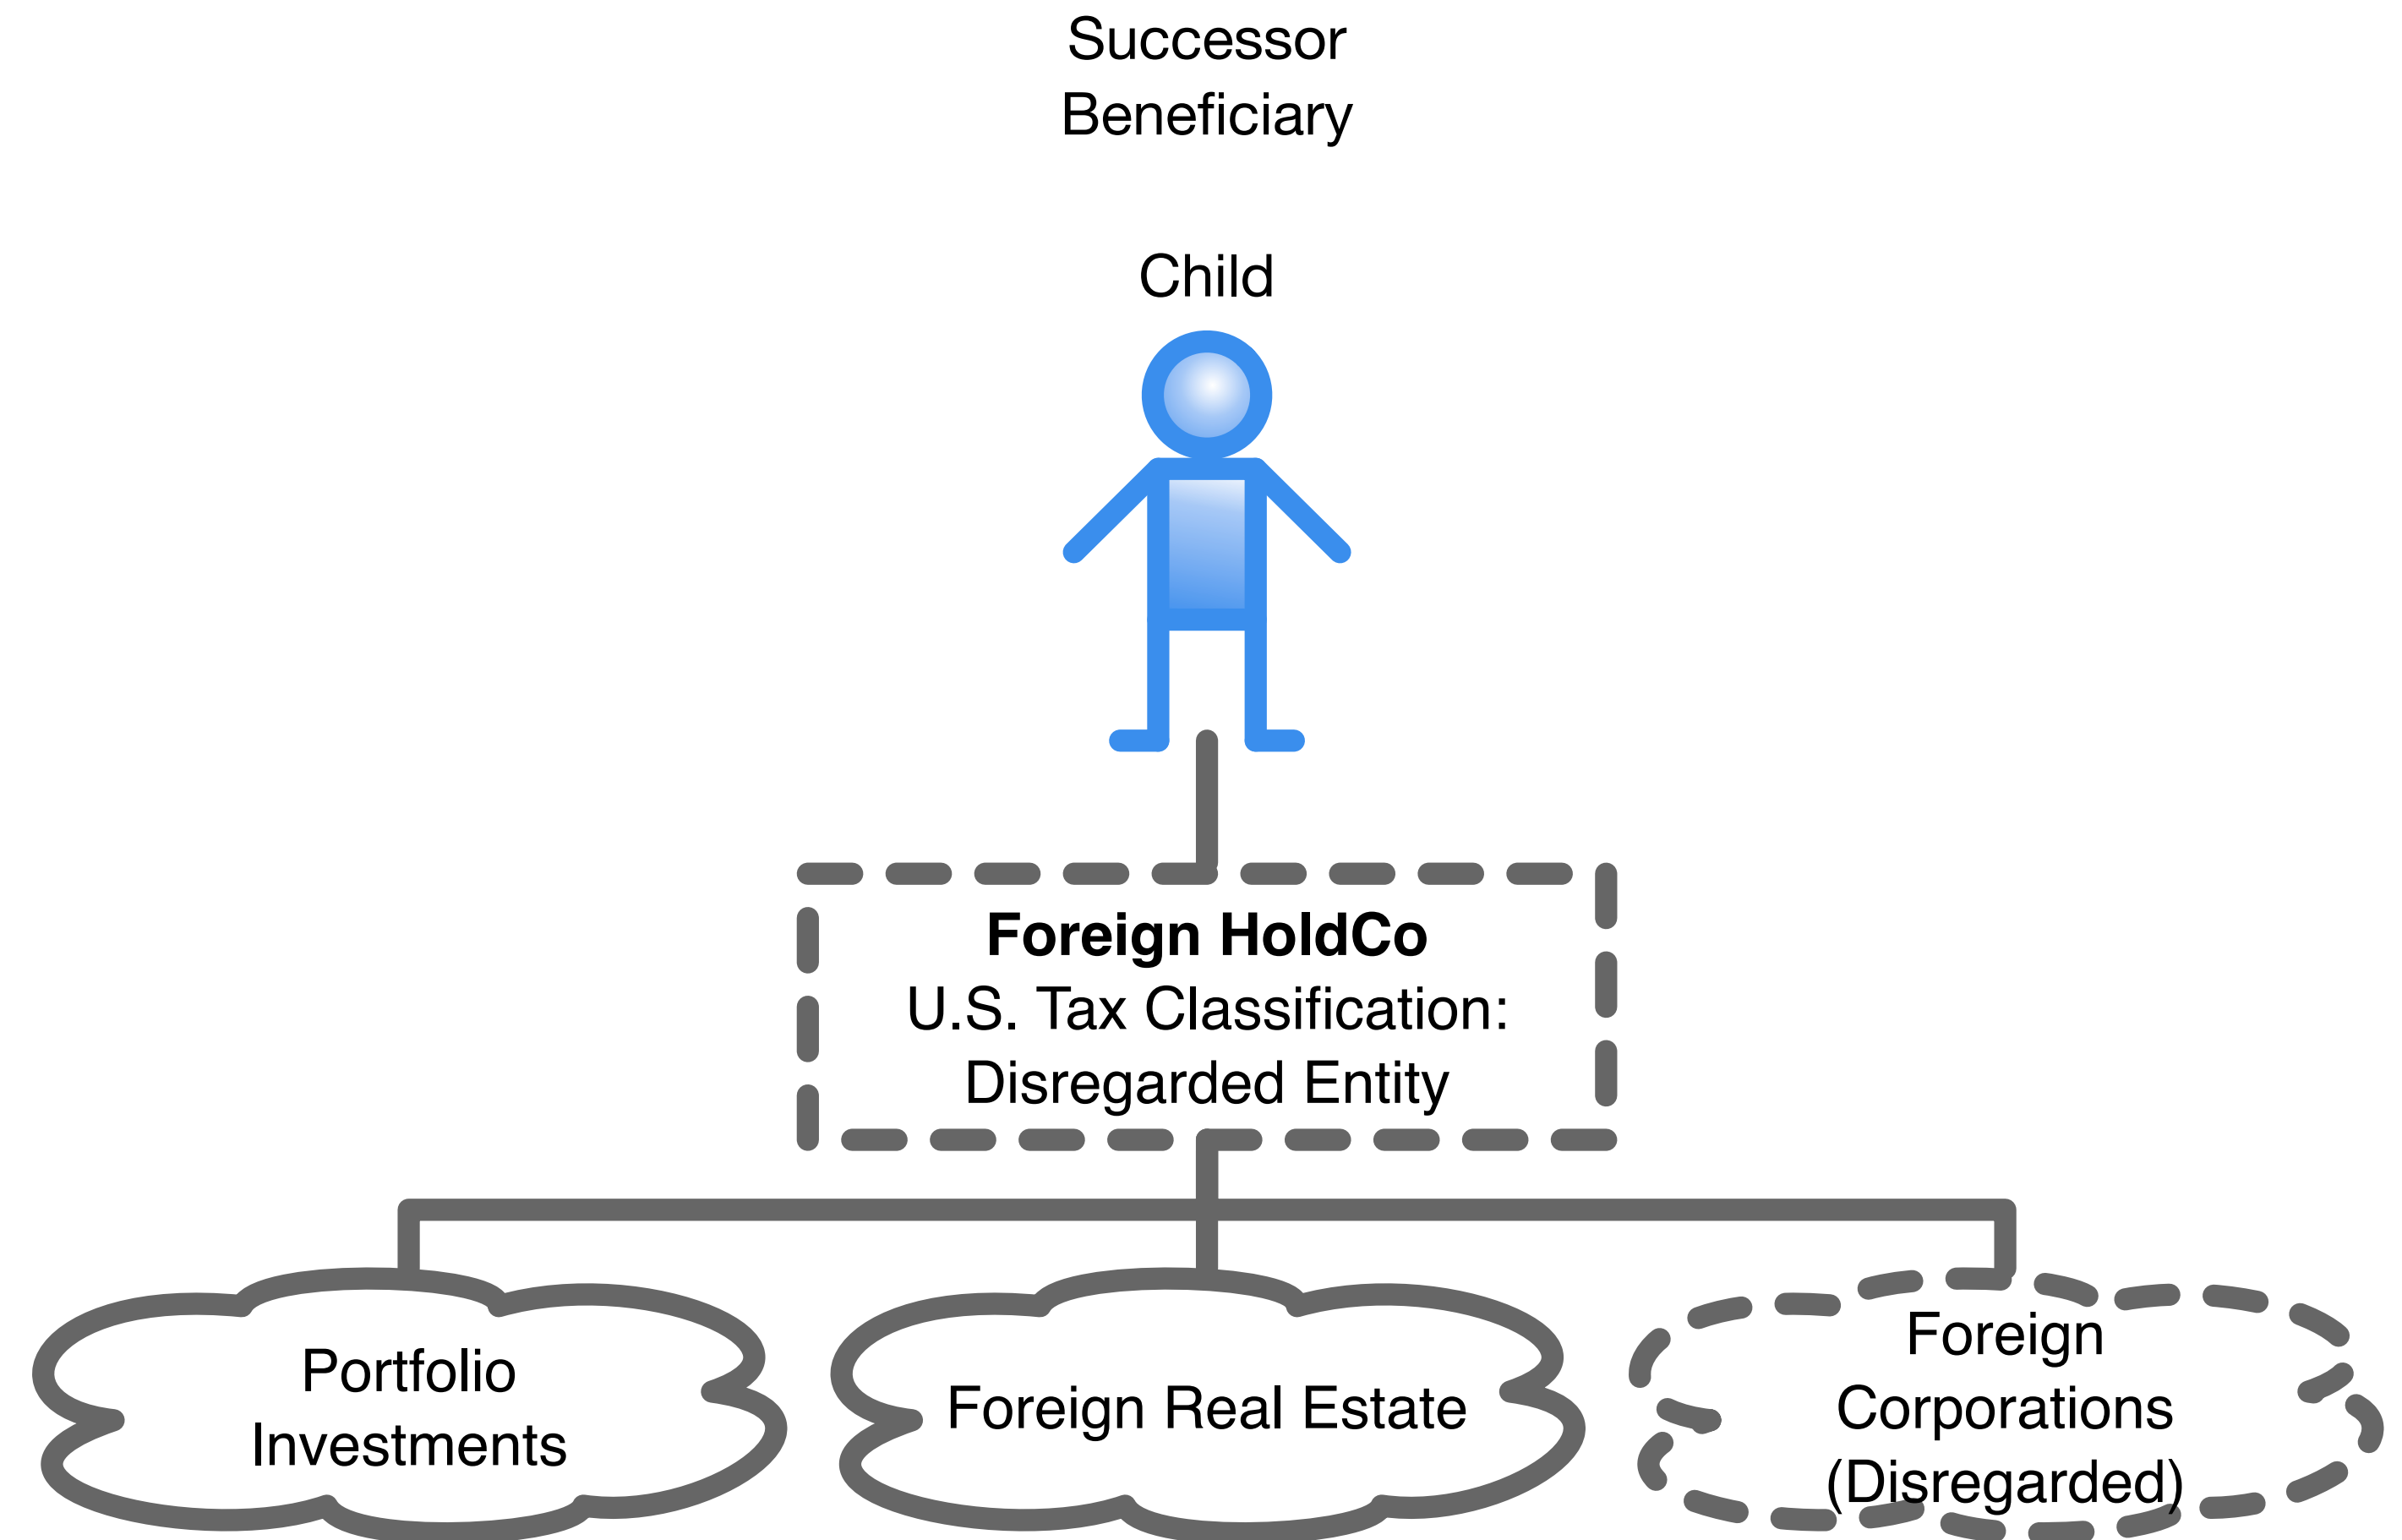 Successor
Beneficiary
Child
Foreign HoldCo
U.S. Tax Classification:
Disregarded Entity
Portfolio
Investments
Foreign Real Estate
Foreign
Corporations
(Disregarded)